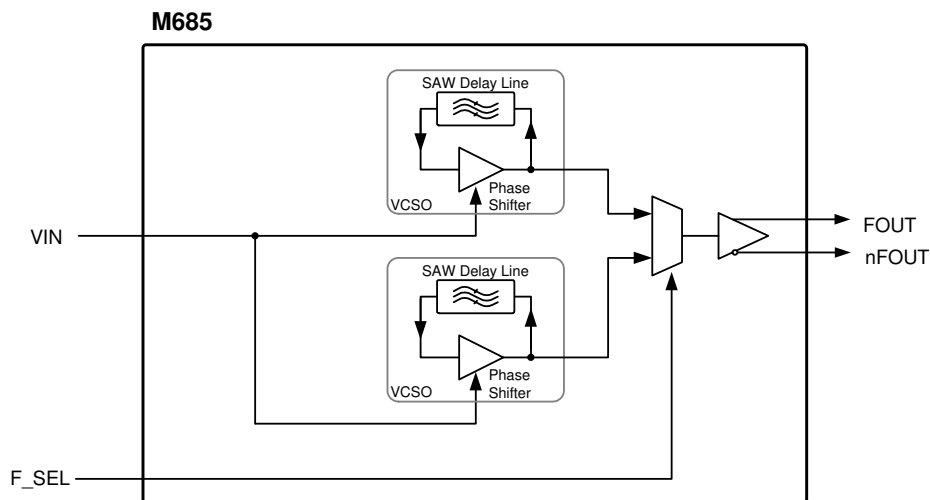 M685
SAW Delay Line
Phase
Shifter
VCSO
VIN
FOUT
nFOUT
SAW Delay Line
Phase
Shifter
VCSO
F_SEL